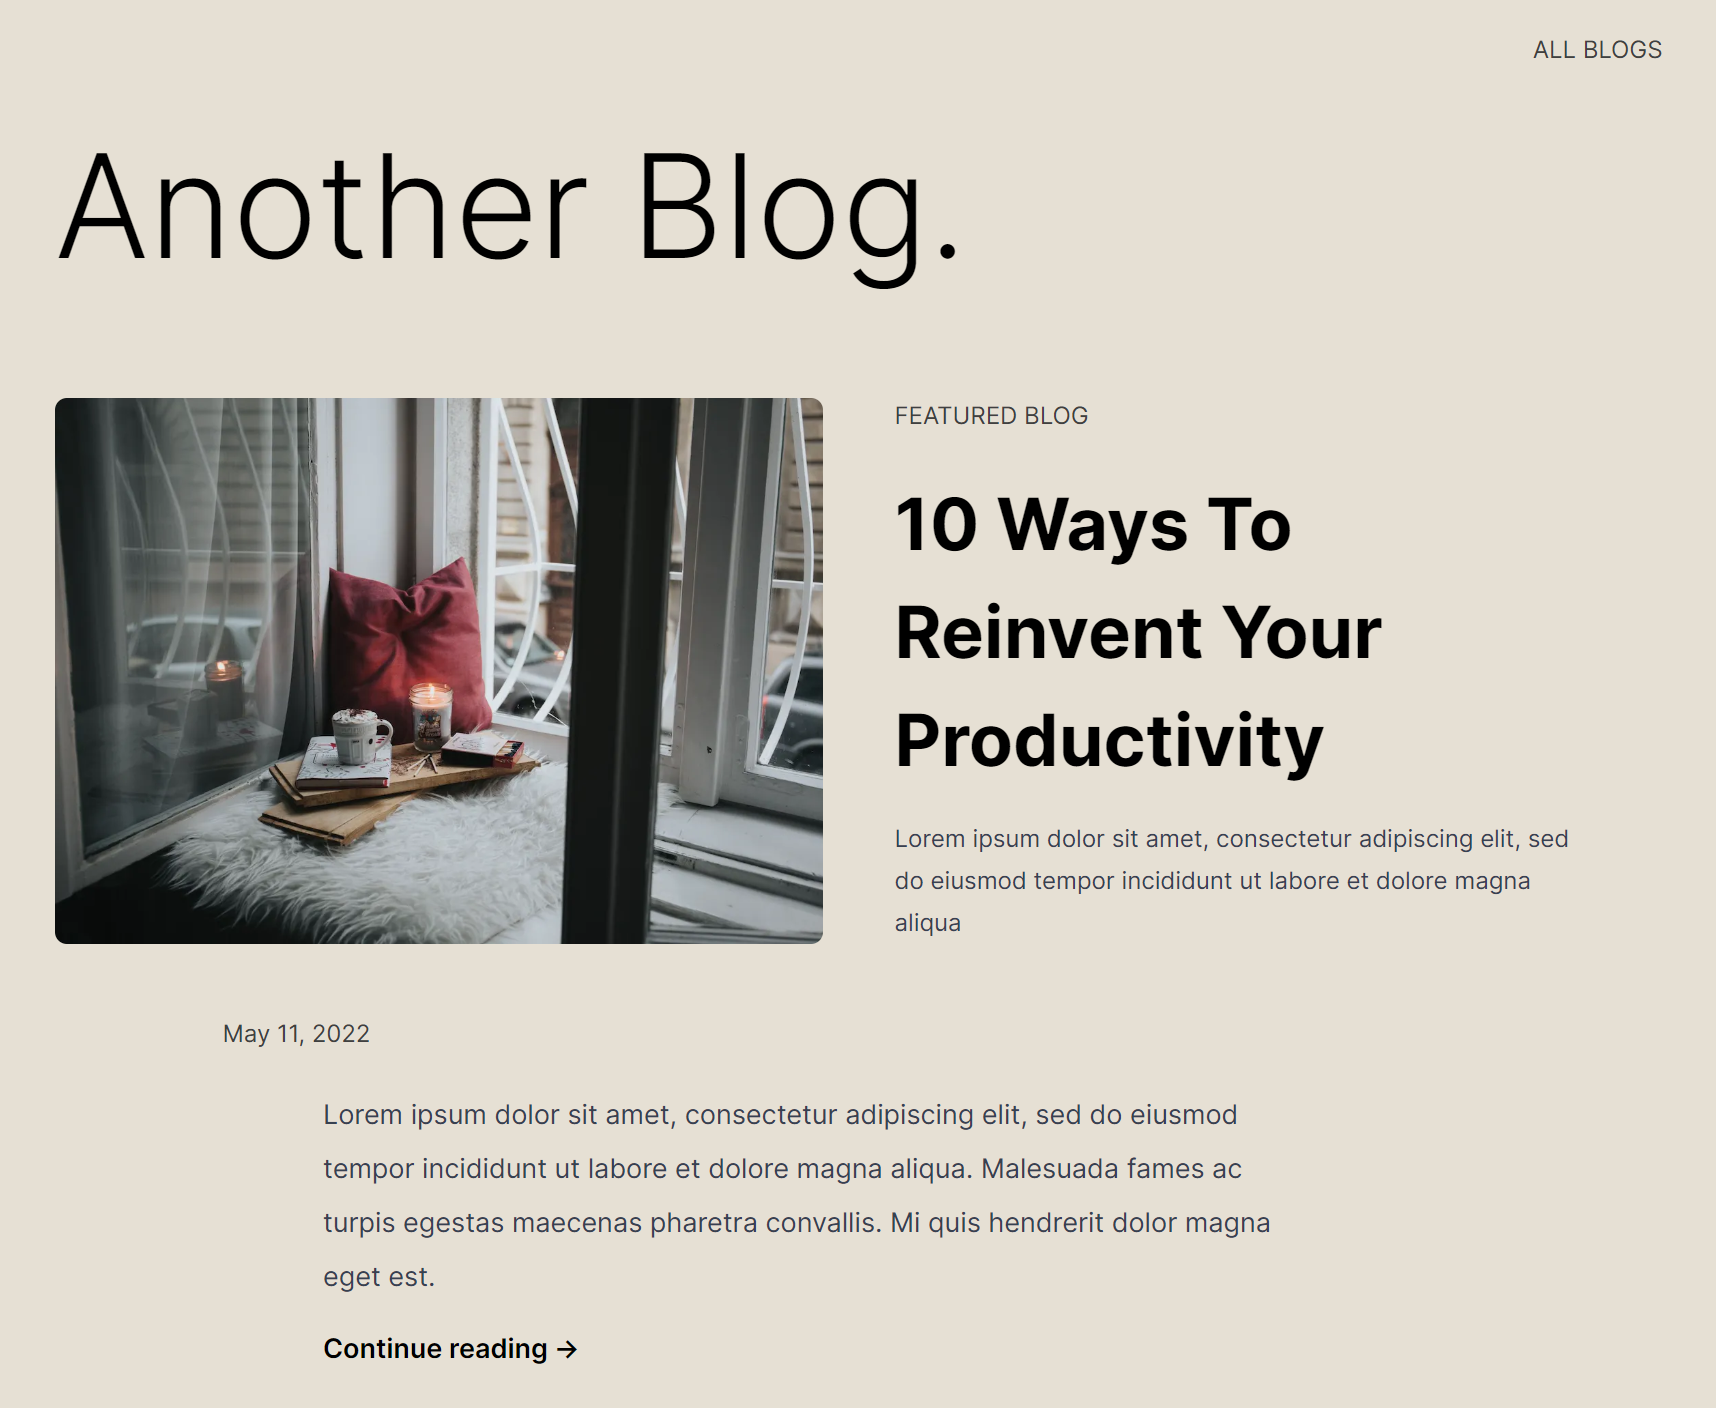 ALL BLOGS
Another Blog.
FEATURED BLOG
10 Ways To
Reinvent Your
Productivity
Lorem ipsum dolor sit amet, consectetur adipiscing elit, sed
do eiusmod tempor incididunt ut labore et dolore magna
aliqua
May 11, 2022
Lorem ipsum dolor sit amet, consectetur adipiscing elit, sed do eiusmod
tempor incididunt ut labore et dolore magna aliqua. Malesuada fames ac
turpis egestas maecenas pharetra convallis. Mi quis hendrerit dolor magna
eget est.
Continue reading →